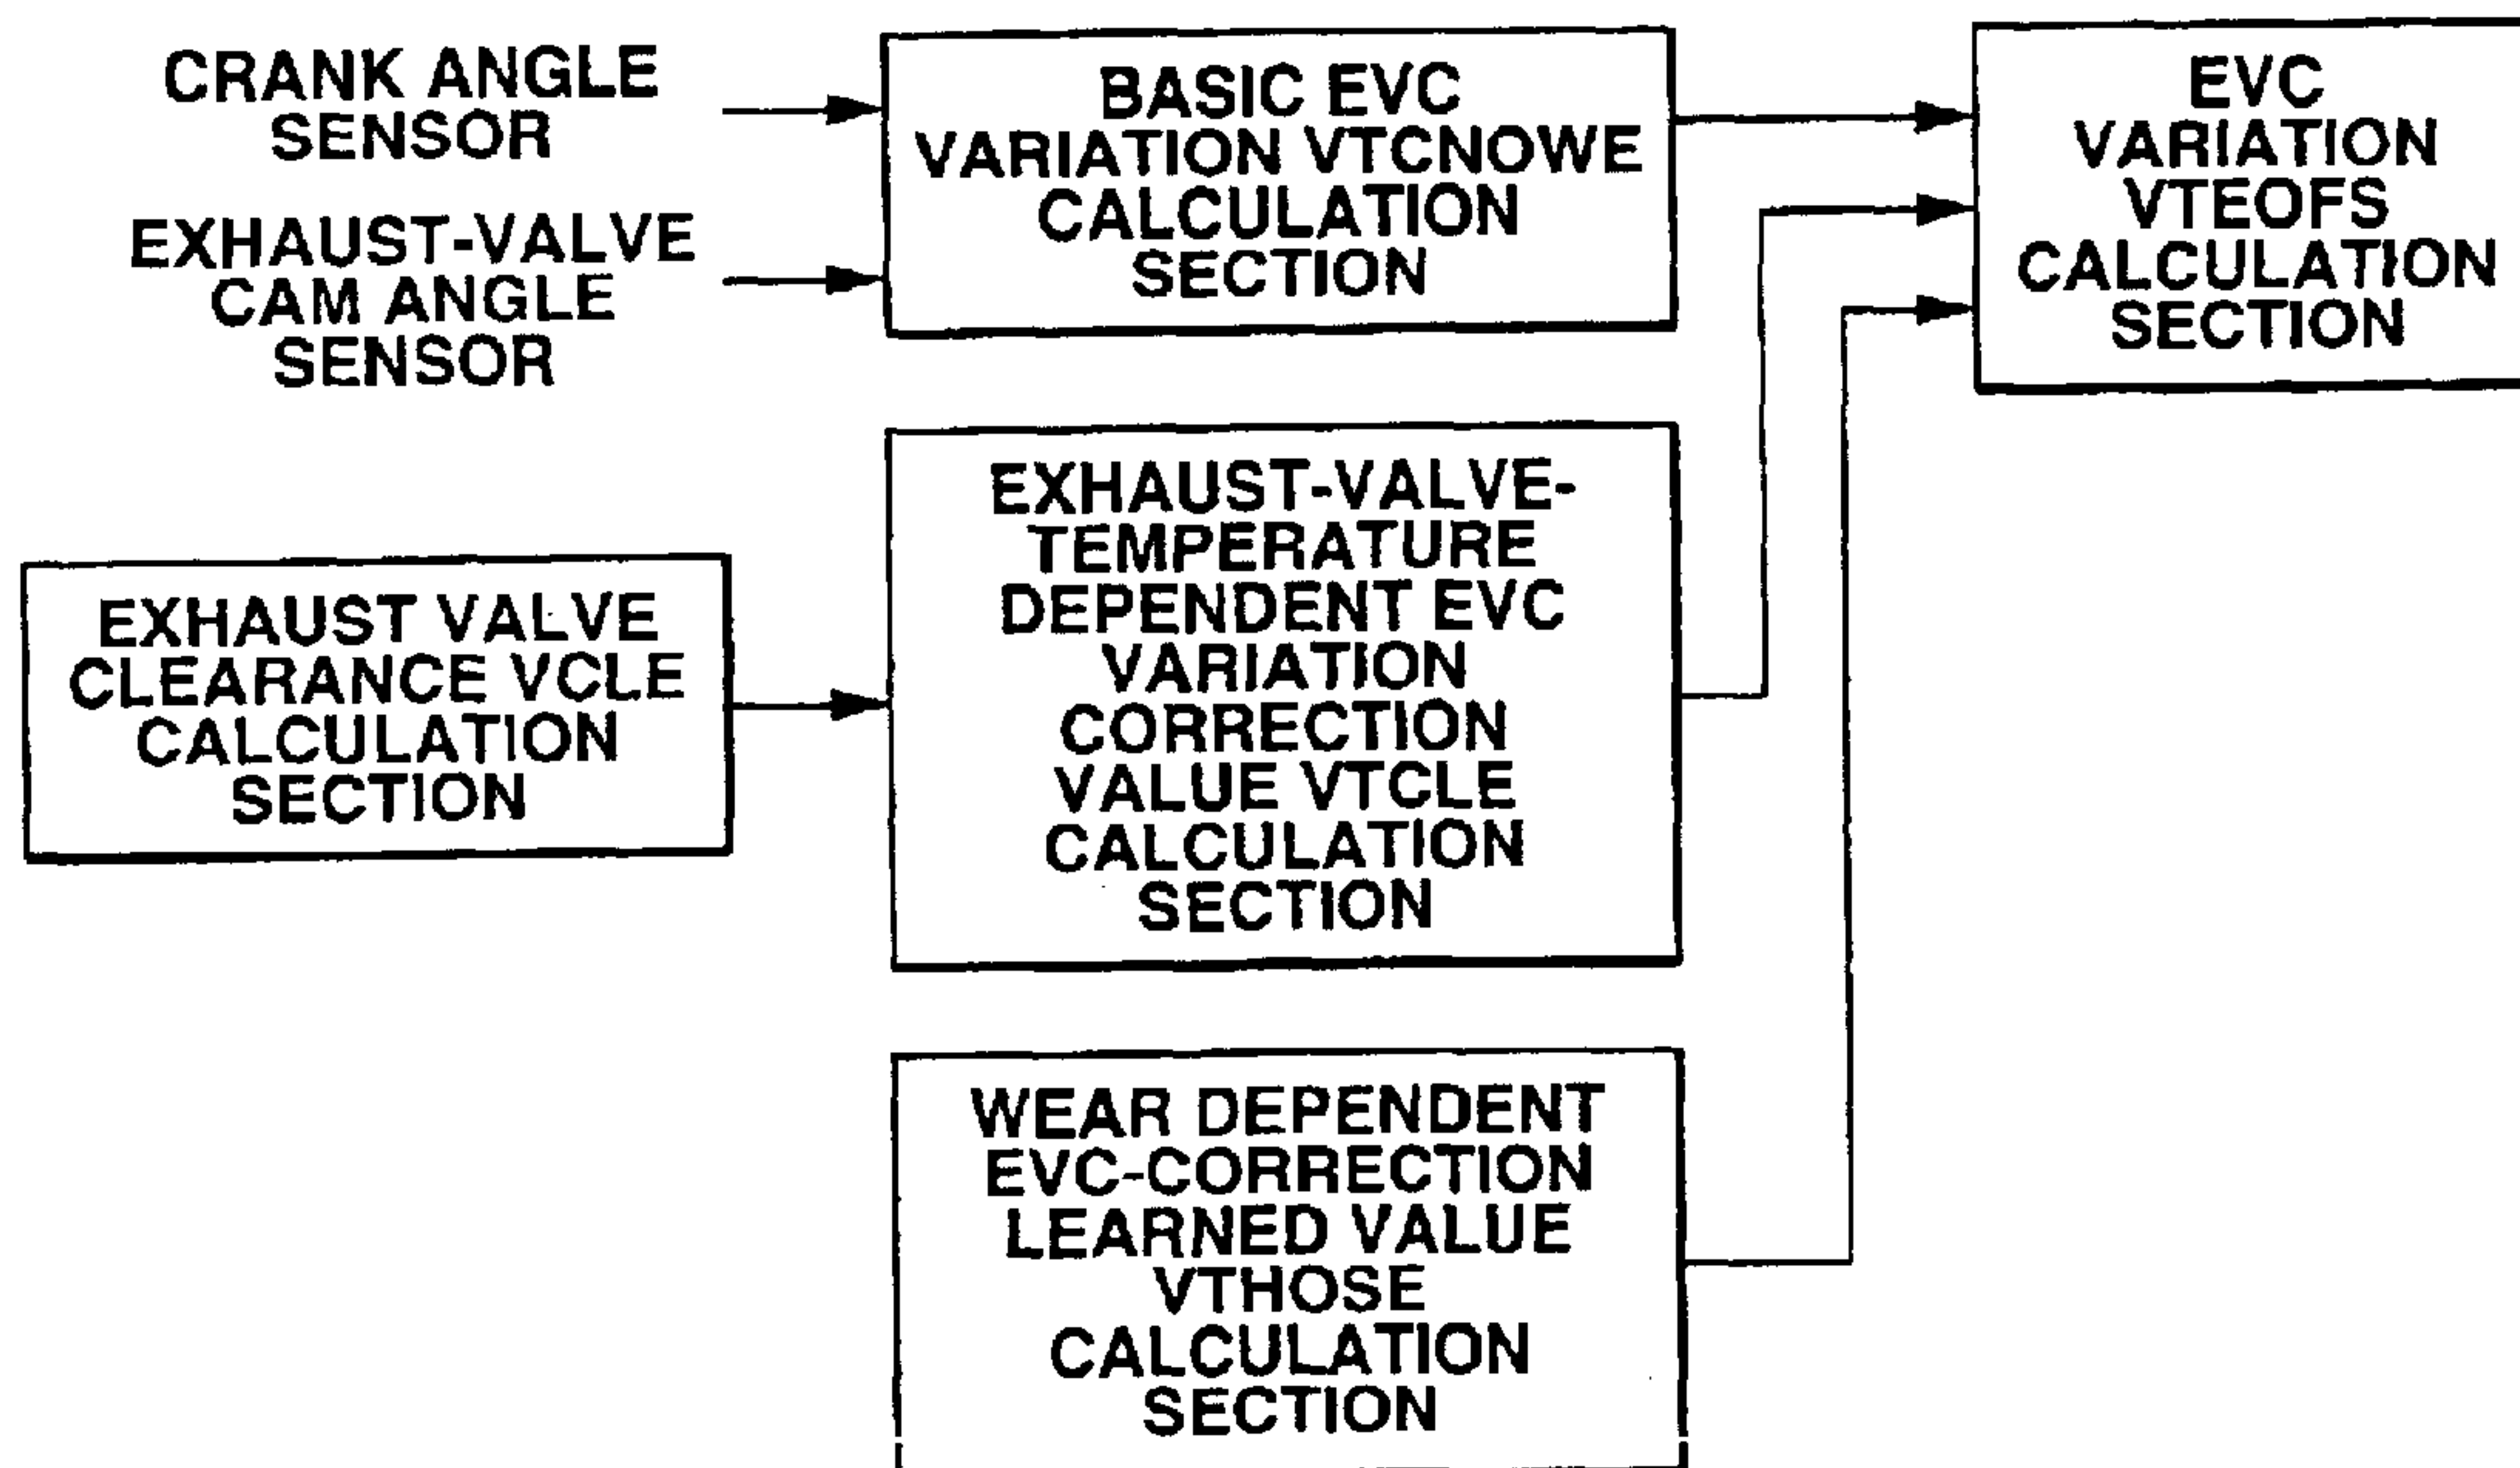 CRANK ANGLE
SENSOR
EXHAUST-VALVE
CAM ANGLE
SENSOR
BASIC EVC
VARIATION VTCNOWE
CALCULATION
SECTION
EVC
VARIATION
VTEOFS
CALCULATION
SECTION
EXHAUST VALVE
CLEARANCE VCLE
CALCULATION
SECTION
EXHAUST-VALVE-
TEMPERATURE
DEPENDENT EVC
VARIATION
CORRECTION
VALUE VTCLE
CALCULATION
SECTION
WEAR DEPENDENT
EVC-CORRECTION
LEARNED VALUE
VTHOSE
CALCULATION
SECTION